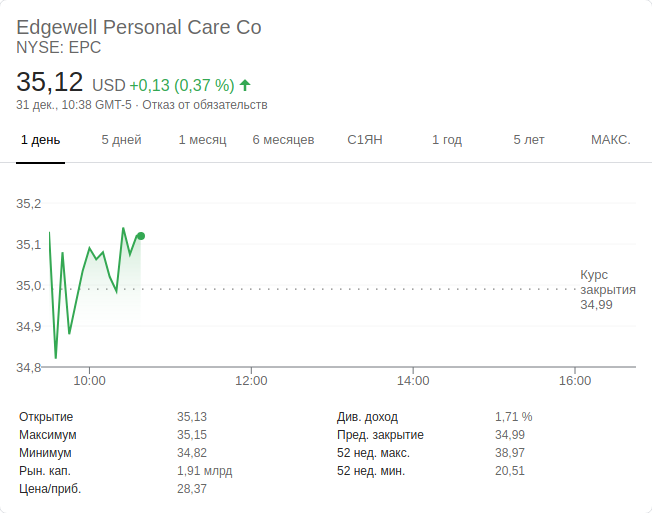 Edgewell Personal Care Co
NYSE: EPC
35,12 USD +0,13 (0,37 %)
31 дек., 10:38 GMT-5 · Отказ от обязательств
1 день 5 дней 1 месяц 6 месяцев С1ЯН 1 год 5 лет МАКС.
35,2
35,1
35,0
34,9
34,8
Курс
закрытия
34,99
10:00 12:00 14:00 16:00
Открытие 35,13 Див. доход 1,71 %
Максимум 35,15 Пред. закрытие 34,99
Минимум 34,82 52 нед. макс. 38,97
Рын. кап. 1,91 млрд 52 нед. мин. 20,51
Цена/приб. 28,37